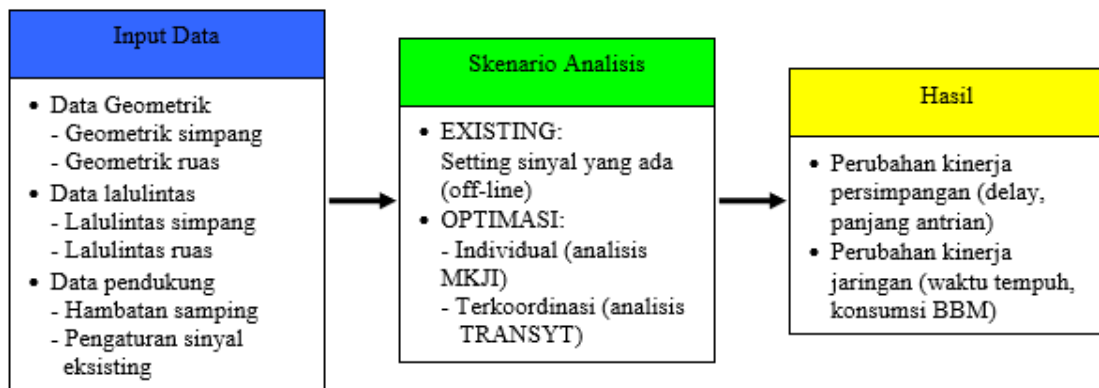 Input Data
• Data Geometrik
- Geometrik simpang
- Geometrik ruas
• Data lalulintas
- Lalulintas simpang
- Lalulintas ruas
• Data pendukung
- Hambatan samping
- Pengaturan sinyal
eksisting
Skenario Analisis
• EXISTING:
Setting sinyal yang ada
(off-line)
• OPTIMASI:
- Individual (analisis
MKJI)
- Terkoordinasi (analisis
TRANSYT)
Hasil
• Perubahan kinerja
persimpangan (delay,
panjang antrian)
• Perubahan kinerja
jaringan (waktu tempuh,
konsumsi BBM)